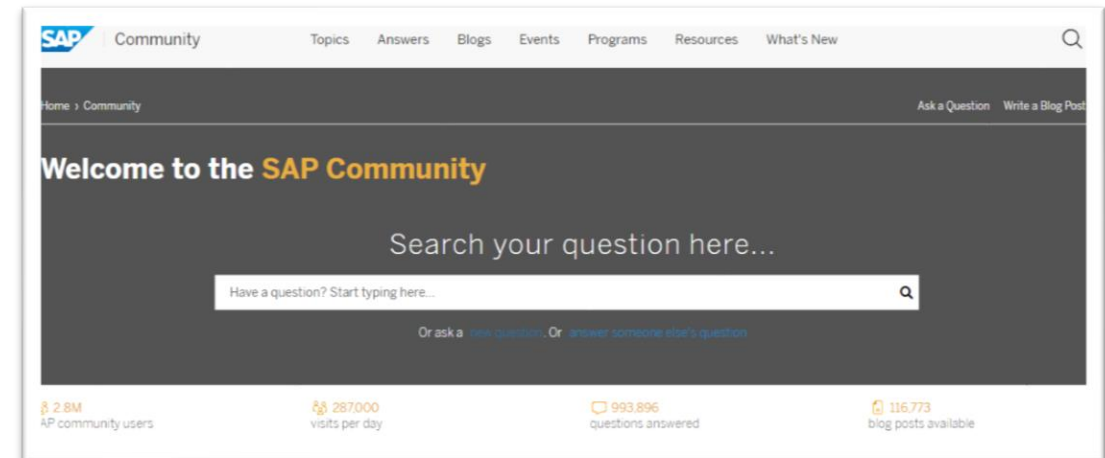 SAP Community Topics Answers Blogs Events Programs Resources What's New
Home › Community Ask a Question Write a Blog Post
Welcome to the SAP Community
Search your question here...
Have a question? Start typing here...
Or ask a new question. Or answer someone else's question
2.8M 287,000 993,896 116,773
AP community users visits per day questions answered blog posts available